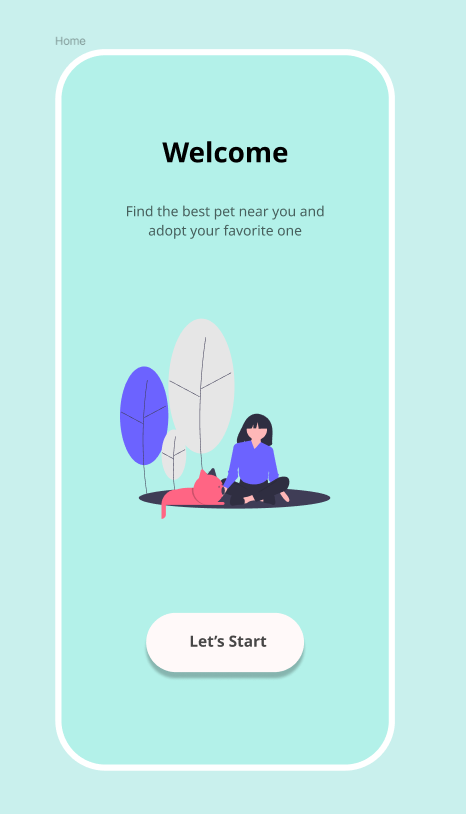 Home
Welcome
Find the best pet near you and
adopt your favorite one
Let’s Start